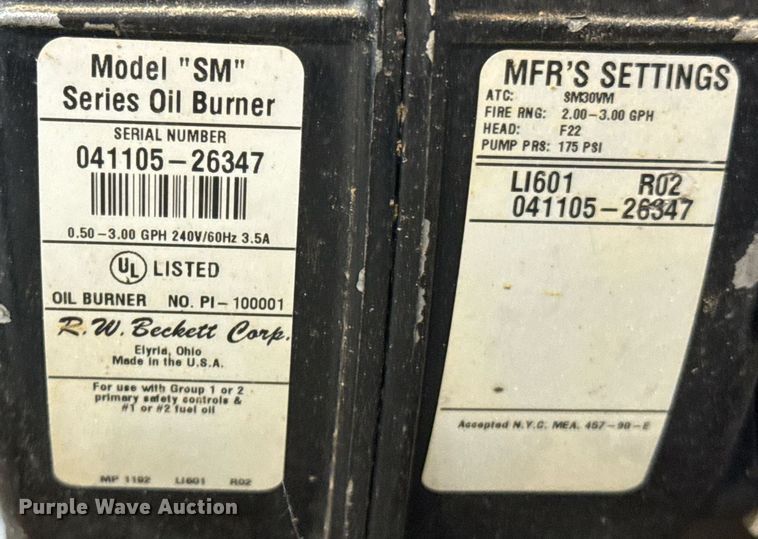 Model "SM"
Series Oil Burner
SERIAL NUMBER
041105-26347
0.50-3.00 GPH 240V/60Hz 3.5A
UL LISTED
OIL BURNER NO. PI-100001
R.W. Beckett Corp.
Elyria, Ohio
Made in the U.S.A.
For use with Group 1 or 2
primary safety controls &
#1 or #2 fuel oil
MP 1192 LI601 R02
MFR'S SETTINGS
ATC: SM30VM
FIRE RNG: 2.00-3.00 GPH
HEAD: F22
PUMP PRS: 175 PSI
LI601 R02
041105-26347
Accepted N.Y.C. MEA. 457-90-E
Purple Wave Auction